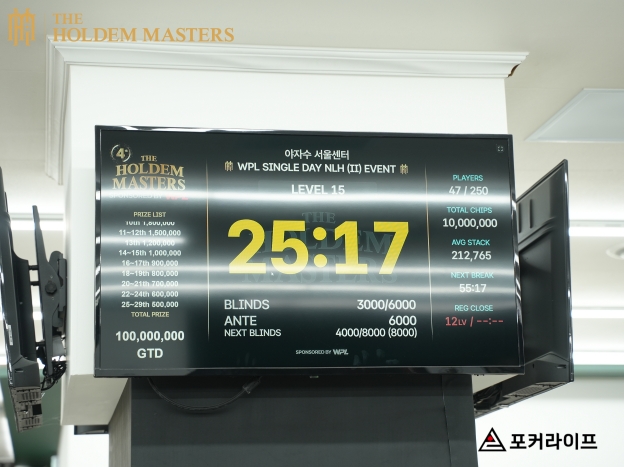 THE
HOLDEM MASTERS
야자수 서울센터
WPL SINGLE DAY NLH (II) EVENT
4
THE
HOLDEM
MASTERS
LEVEL 15
PRIZE LIST
10th 1,800,000
11~12th 1,500,000
13th 1,200,000
14~15th 1,000,000
16~17th 900,000
18~19th 800,000
20~21th 700,000
22~24th 600,000
25~29th 500,000
TOTAL PRIZE
100,000,000
GTD
25:17
BLINDS 3000/6000
ANTE 6000
NEXT BLINDS 4000/8000 (8000)
SPONSORED BY WPL
PLAYERS
47 / 250
TOTAL CHIPS
10,000,000
AVG STACK
212,765
NEXT BREAK
55:17
REG CLOSE
12LV / --:--
포커라이프